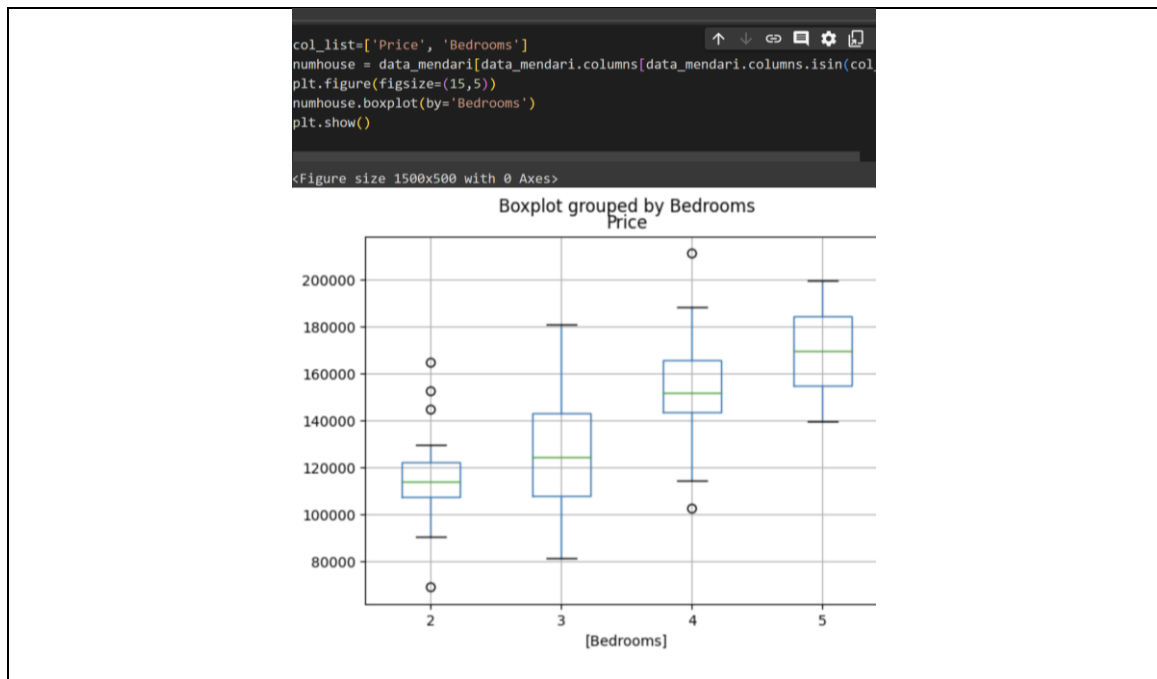 col_list=['Price', 'Bedrooms']
numhouse = data_mendari[data_mendari.columns[data_mendari.columns.isin(col_
plt.figure(figsize=(15,5))
numhouse.boxplot(by='Bedrooms')
plt.show()
<Figure size 1500x500 with 0 Axes>
Boxplot grouped by Bedrooms
Price
200000
180000
160000
140000
120000
100000
80000
2 3 4 5
[Bedrooms]